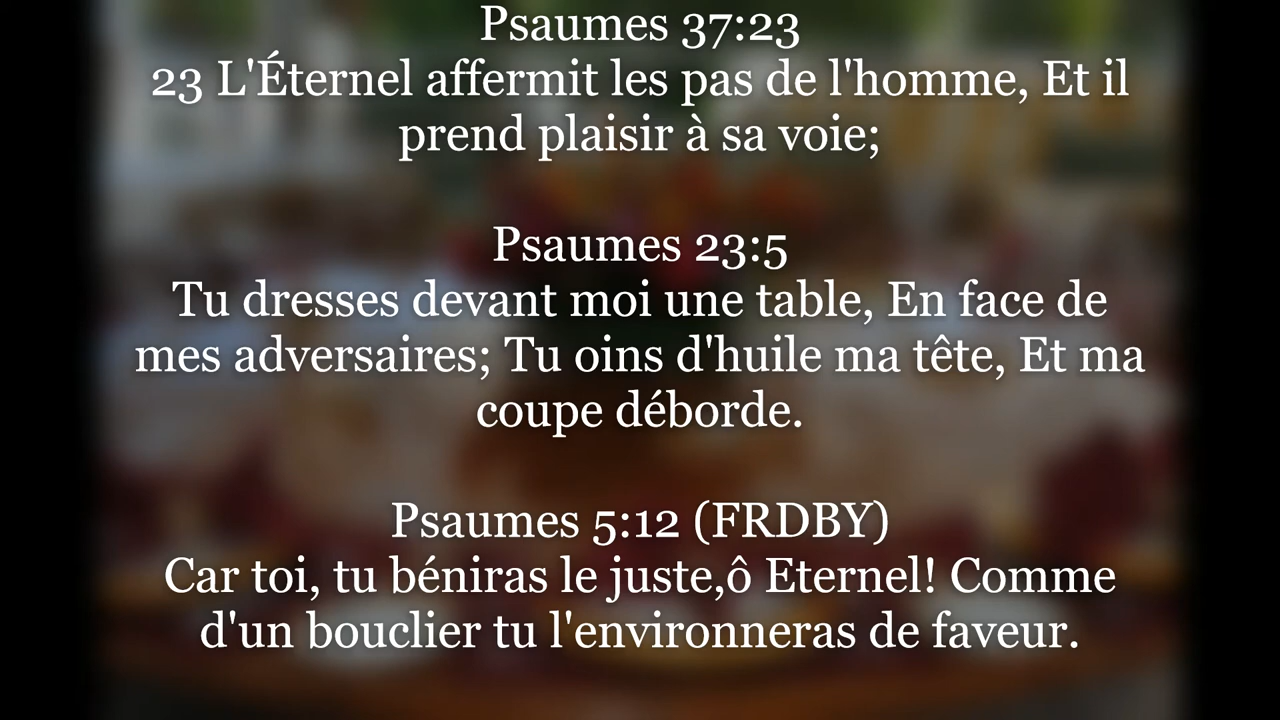 Psaumes 37:23
23 L'Éternel affermit les pas de l'homme, Et il
prend plaisir à sa voie;
Psaumes 23:5
Tu dresses devant moi une table, En face de
mes adversaires; Tu oins d'huile ma tête, Et ma
coupe déborde.
Psaumes 5:12 (FRDBY)
Car toi, tu béniras le juste,ô Eternel! Comme
d'un bouclier tu l'environneras de faveur.